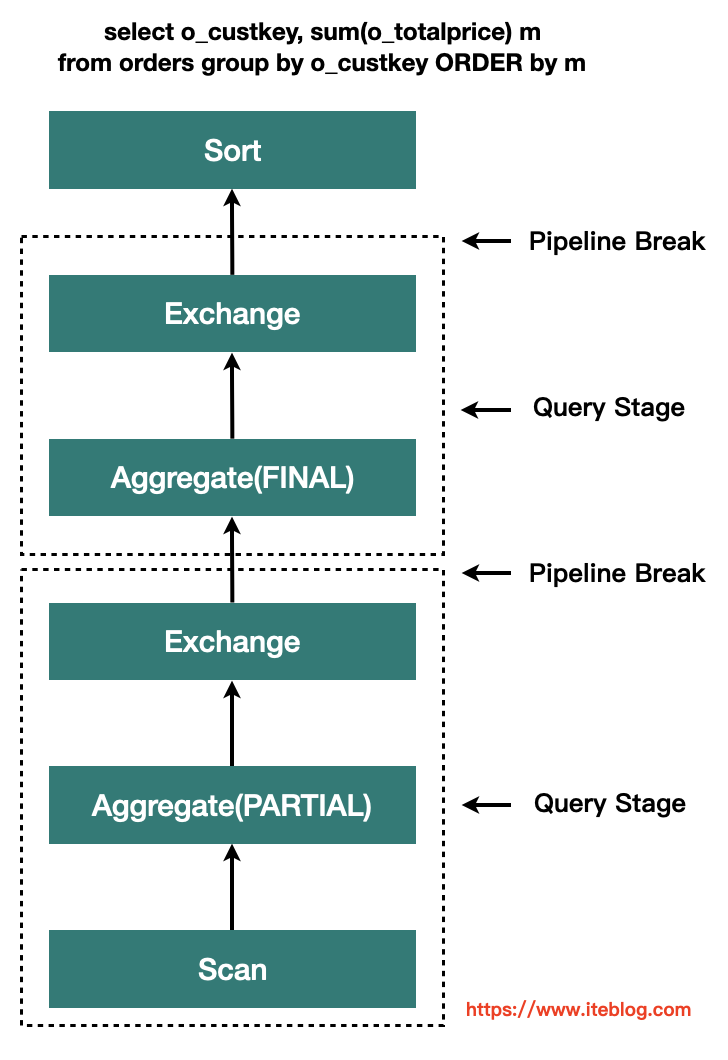 select o_custkey, sum(o_totalprice) m
from orders group by o_custkey ORDER by m
Sort
Pipeline Break
Exchange
Query Stage
Aggregate(FINAL)
Pipeline Break
Exchange
Aggregate(PARTIAL)
Query Stage
Scan
https://www.iteblog.com